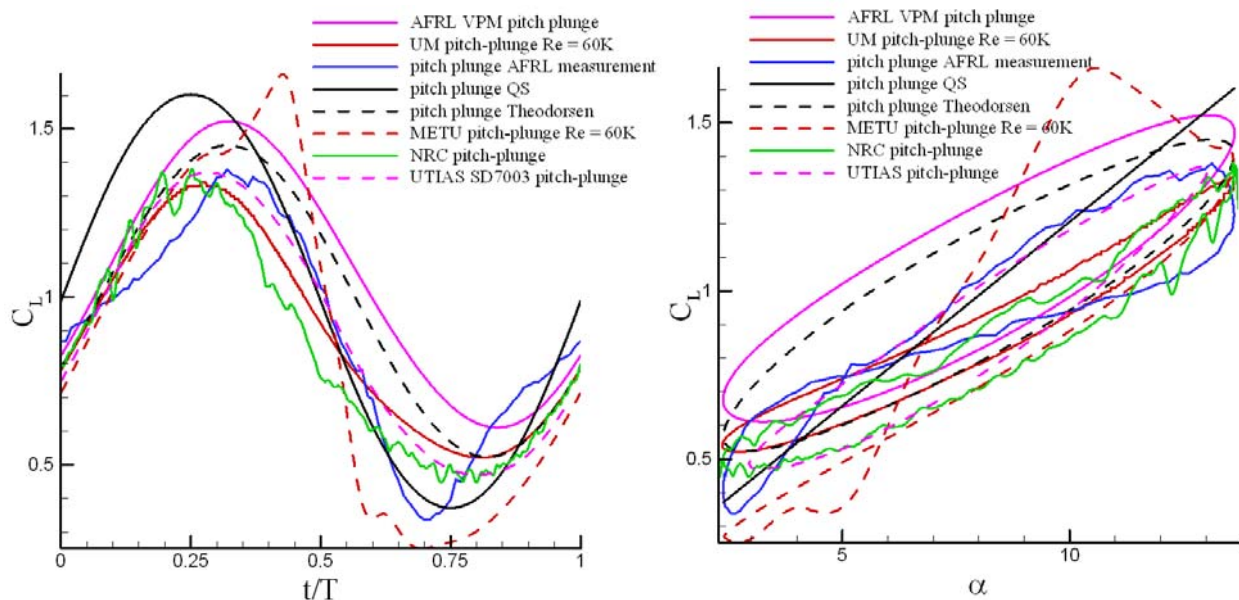 AFRL VPM pitch plunge
UM pitch-plunge Re = 60K
pitch plunge AFRL measurement
pitch plunge QS
pitch plunge Theodorsen
METU pitch-plunge Re = 60K
NRC pitch-plunge
UTIAS SD7003 pitch-plunge
1.5
1
0.5
C_L
0
0.25
0.5
0.75
1
t/T
AFRL VPM pitch plunge
UM pitch-plunge Re = 60K
pitch plunge AFRL measurement
pitch plunge QS
pitch plunge Theodorsen
METU pitch-plunge Re = 60K
NRC pitch-plunge
UTIAS pitch-plunge
1.5
1
0.5
C_L
5
10
α